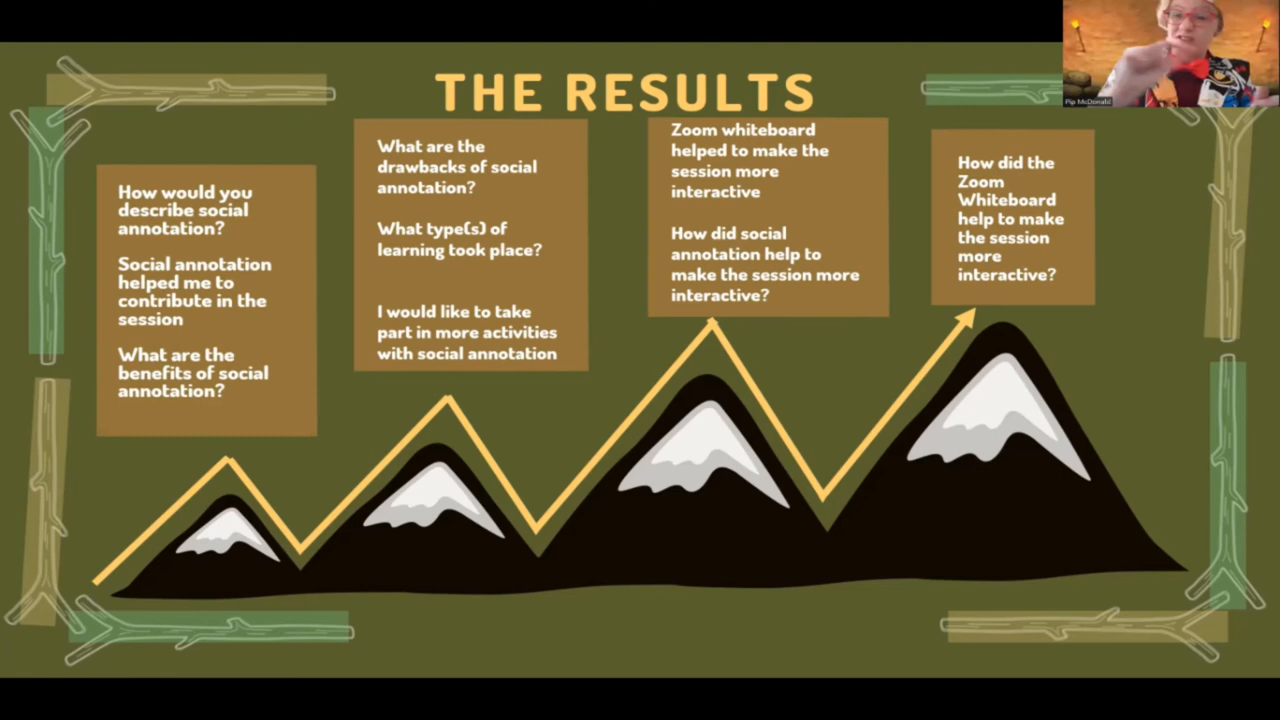 THE RESULTS
Pip McDonald
How would you
describe social
annotation?
Social annotation
helped me to
contribute in the
session
What are the
benefits of social
annotation?
What are the
drawbacks of social
annotation?
What type(s) of
learning took place?
I would like to take
part in more activities
with social annotation
Zoom whiteboard
helped to make the
session more
interactive
How did social
annotation help to
make the session more
interactive?
How did the
Zoom
Whiteboard
help to make
the session
more
interactive?